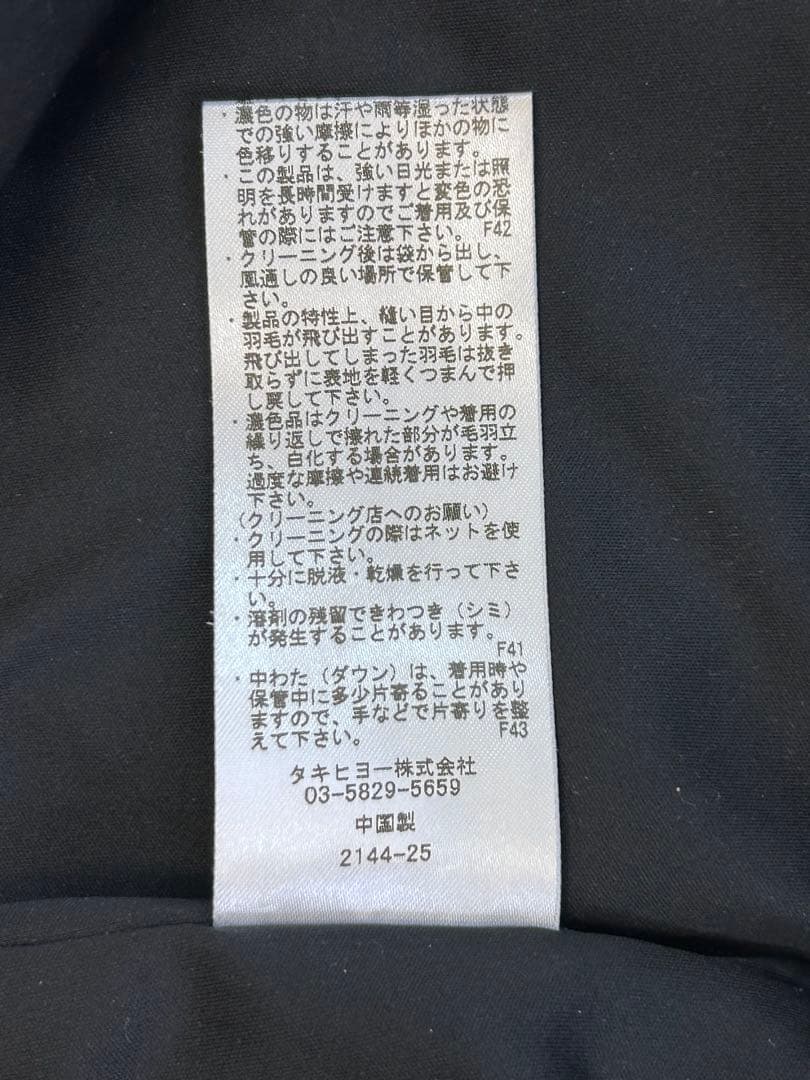 ・濃色の物は汗や雨等湿った状態
での強い摩擦によりほかの物に
色移りすることがあります。
・この製品は、強い日光または照
明を長時間受けますと変色の恐
れがありますのでご着用及び保
管の際にはご注意下さい。 F42
・クリーニング後は袋から出し、
風通しの良い場所で保管して下
さい。
・製品の特性上、縫い目から中の
羽毛が飛び出すことがあります。
飛び出してしまった羽毛は抜き
取らずに表地を軽くつまんで押
し戻して下さい。
・濃色品はクリーニングや着用の
繰り返しで擦れた部分が毛羽立
ち、白化する場合があります。
過度な摩擦や連続着用はお避け
下さい。
(クリーニング店へのお願い)
・クリーニングの際はネットを使
用して下さい。
・十分に脱液・乾燥を行って下さ
い。
・溶剤の残留できわつき（シミ）
が発生することがあります。
F41
・中わた（ダウン）は、着用時や
保管中に多少片寄ることがあり
ますので、手などで片寄りを整
えて下さい。 F43
タキヒヨー株式会社
03-5829-5659
中国製
2144-25